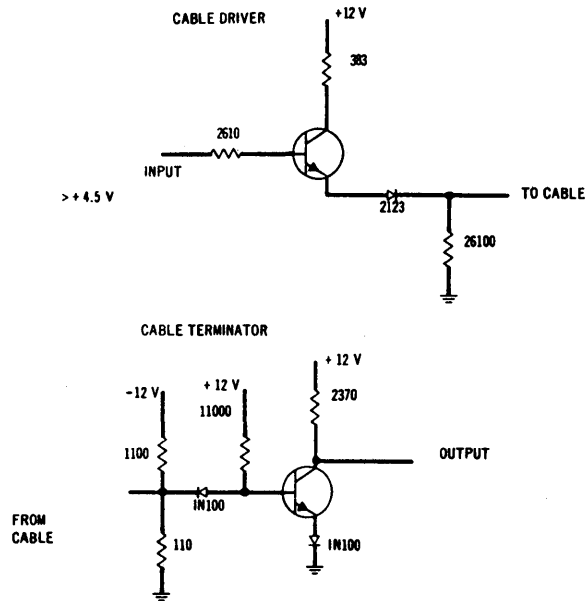 CABLE DRIVER
+12 V
383
2610
INPUT
> + 4.5 V
2123
TO CABLE
26100
CABLE TERMINATOR
-12 V
+ 12 V
+ 12 V
11000
2370
1100
OUTPUT
IN100
FROM
CABLE
110
IN100